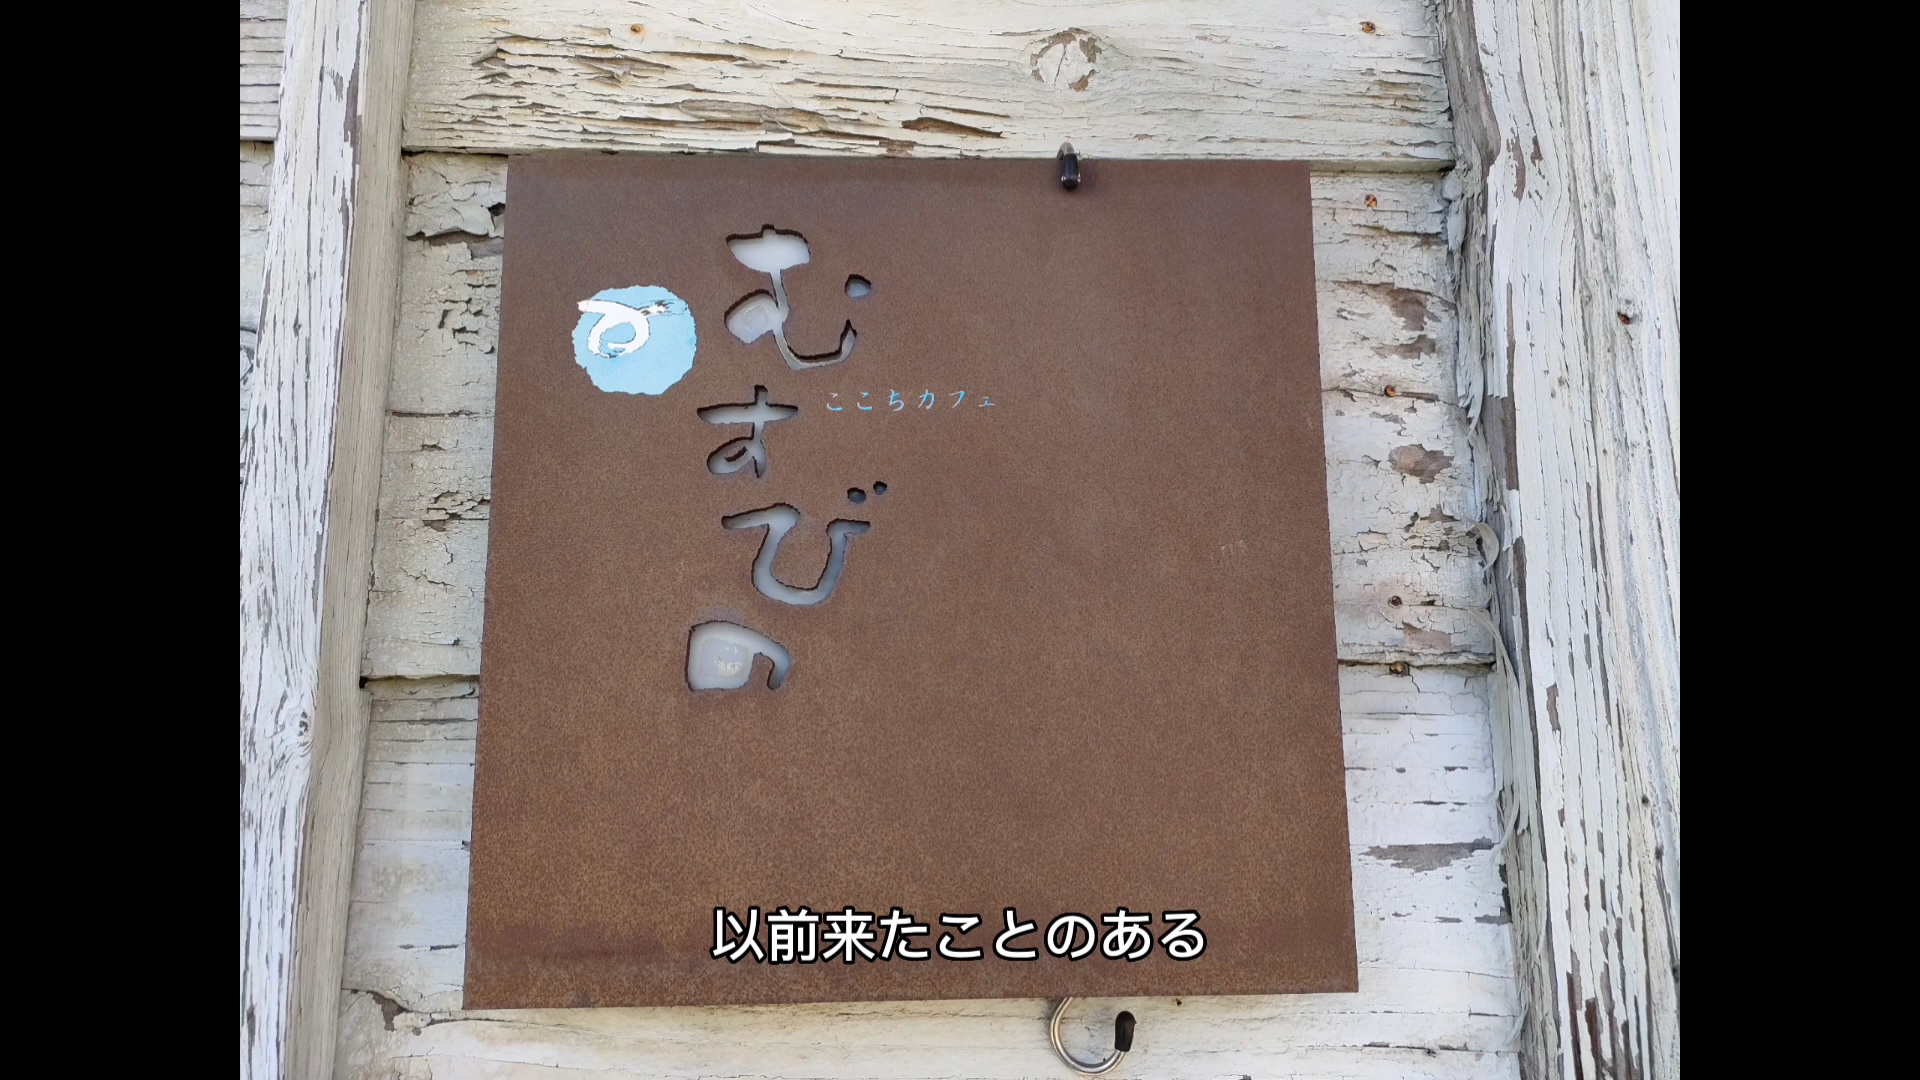 むすびの
ここちカフェ
以前来たことのある